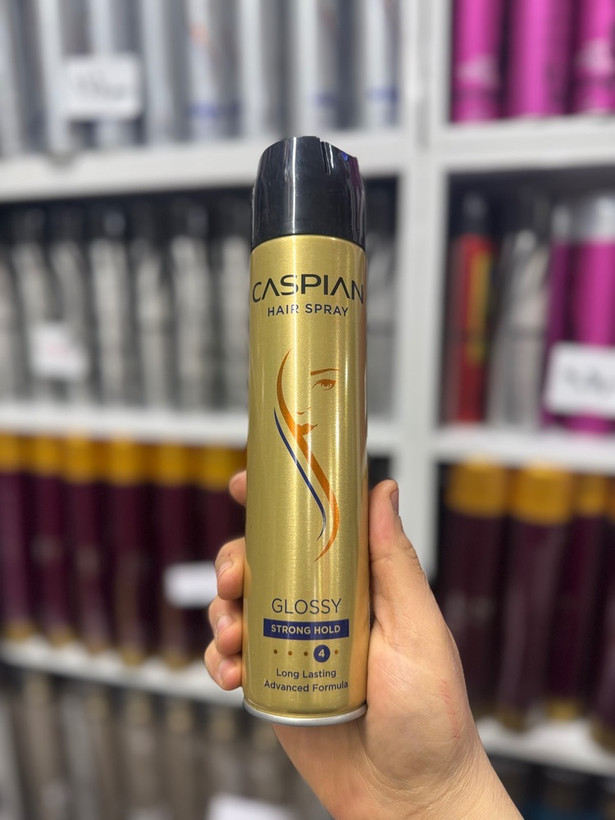 CASPIAN
HAIR SPRAY
GLOSSY
STRONG HOLD
4
Long Lasting
Advanced Formula